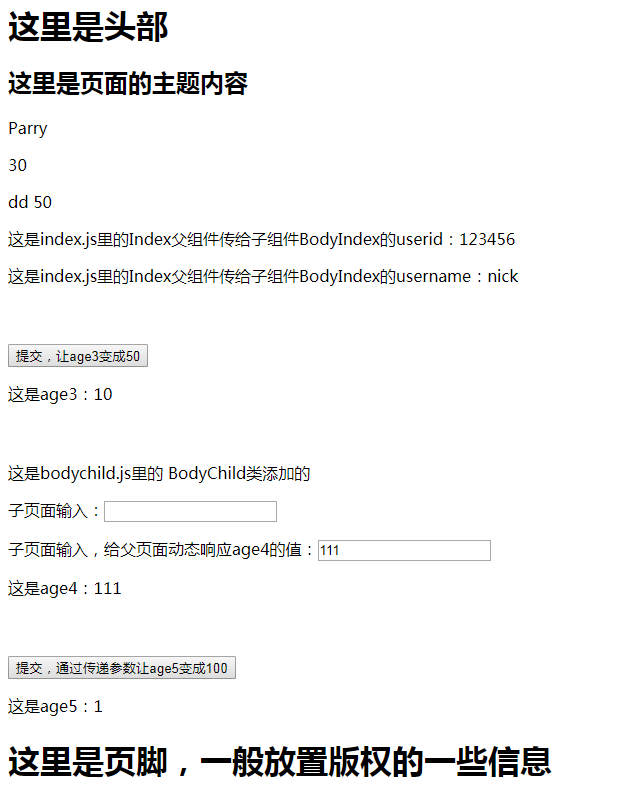 这里是头部
这里是页面的主题内容
Parry
30
dd 50
这是index.js里的Index父组件传给子组件BodyIndex的userid：123456
这是index.js里的Index父组件传给子组件BodyIndex的username：nick
提交，让age3变成50
这是age3：10
这是bodychild.js里的 BodyChild类添加的
子页面输入：
子页面输入，给父页面动态响应age4的值：111
这是age4：111
提交，通过传递参数让age5变成100
这是age5：1
这里是页脚，一般放置版权的一些信息